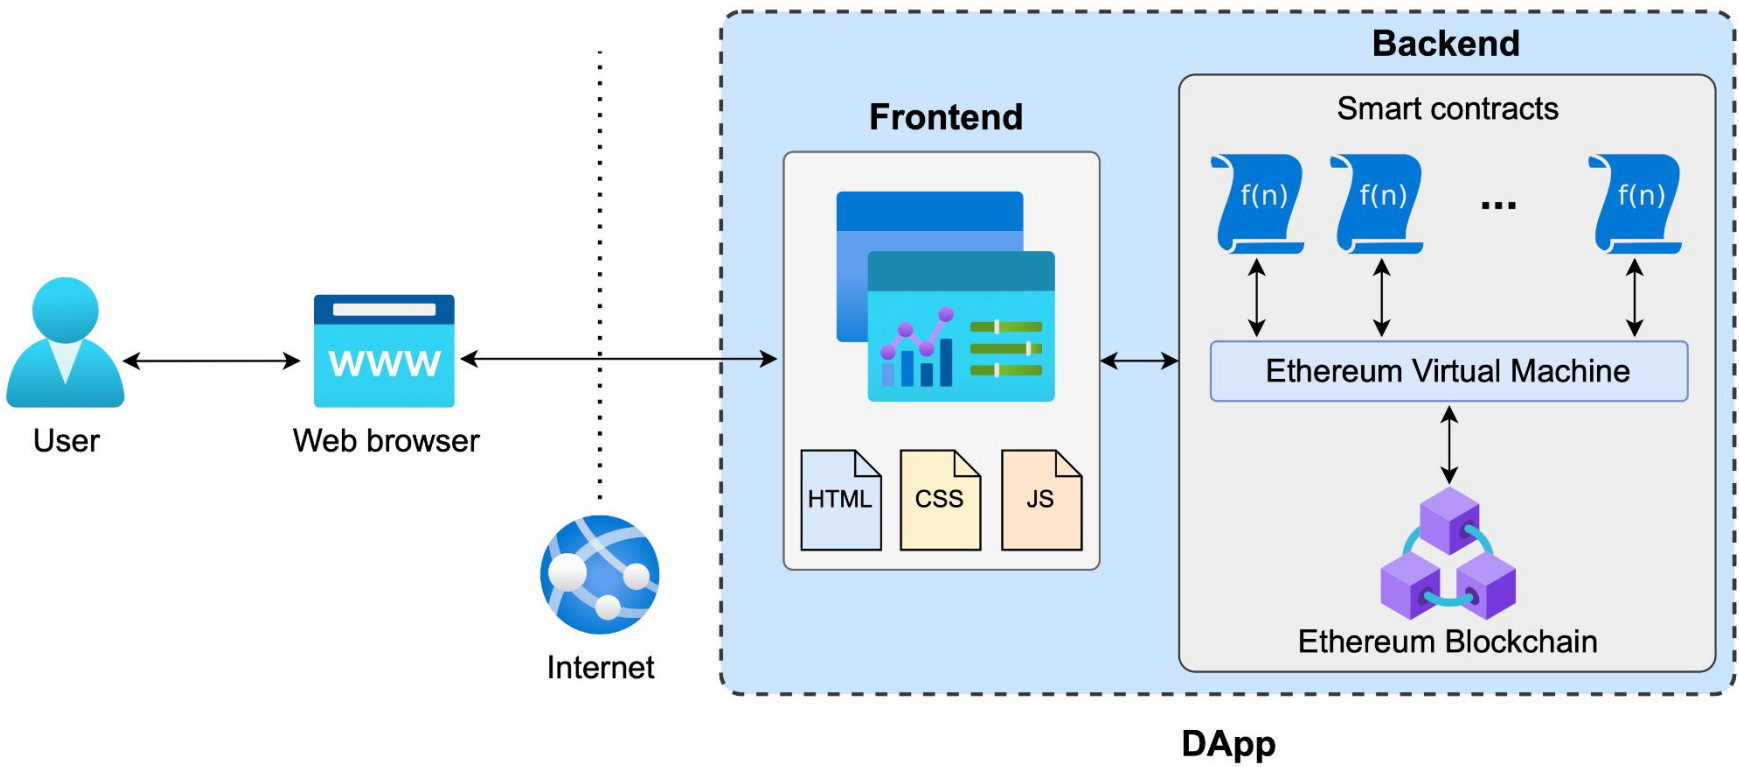 User
www
Web browser
Internet
Frontend
HTML
CSS
JS
Backend
Smart contracts
f(n)
f(n)
...
f(n)
Ethereum Virtual Machine
Ethereum Blockchain
DApp